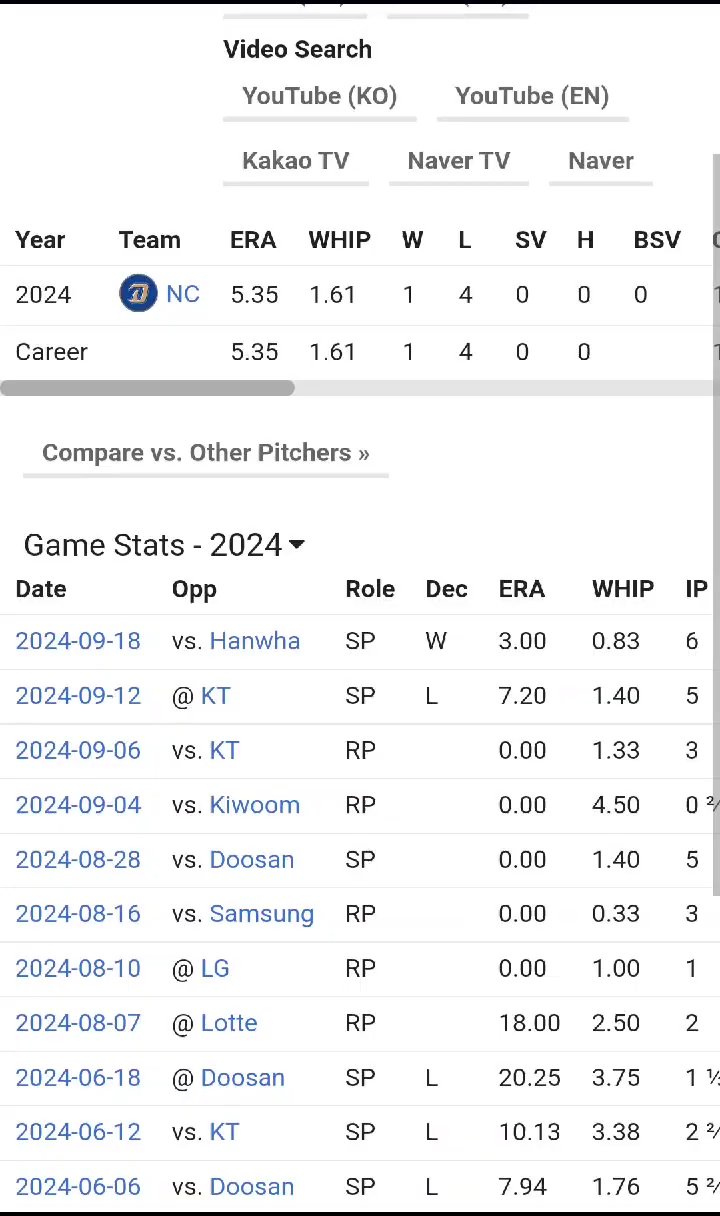 Video Search
YouTube (KO) YouTube (EN)
Kakao TV Naver TV Naver
Year Team ERA WHIP W L SV H BSV
2024 NC 5.35 1.61 1 4 0 0 0
Career 5.35 1.61 1 4 0 0
Compare vs. Other Pitchers »
Game Stats - 2024
Date Opp Role Dec ERA WHIP IP
2024-09-18 vs. Hanwha SP W 3.00 0.83 6
2024-09-12 @ KT SP L 7.20 1.40 5
2024-09-06 vs. KT RP 0.00 1.33 3
2024-09-04 vs. Kiwoom RP 0.00 4.50 0 ⅔
2024-08-28 vs. Doosan SP 0.00 1.40 5
2024-08-16 vs. Samsung RP 0.00 0.33 3
2024-08-10 @ LG RP 0.00 1.00 1
2024-08-07 @ Lotte RP 18.00 2.50 2
2024-06-18 @ Doosan SP L 20.25 3.75 1 ⅓
2024-06-12 vs. KT SP L 10.13 3.38 2 ⅔
2024-06-06 vs. Doosan SP L 7.94 1.76 5 ⅔